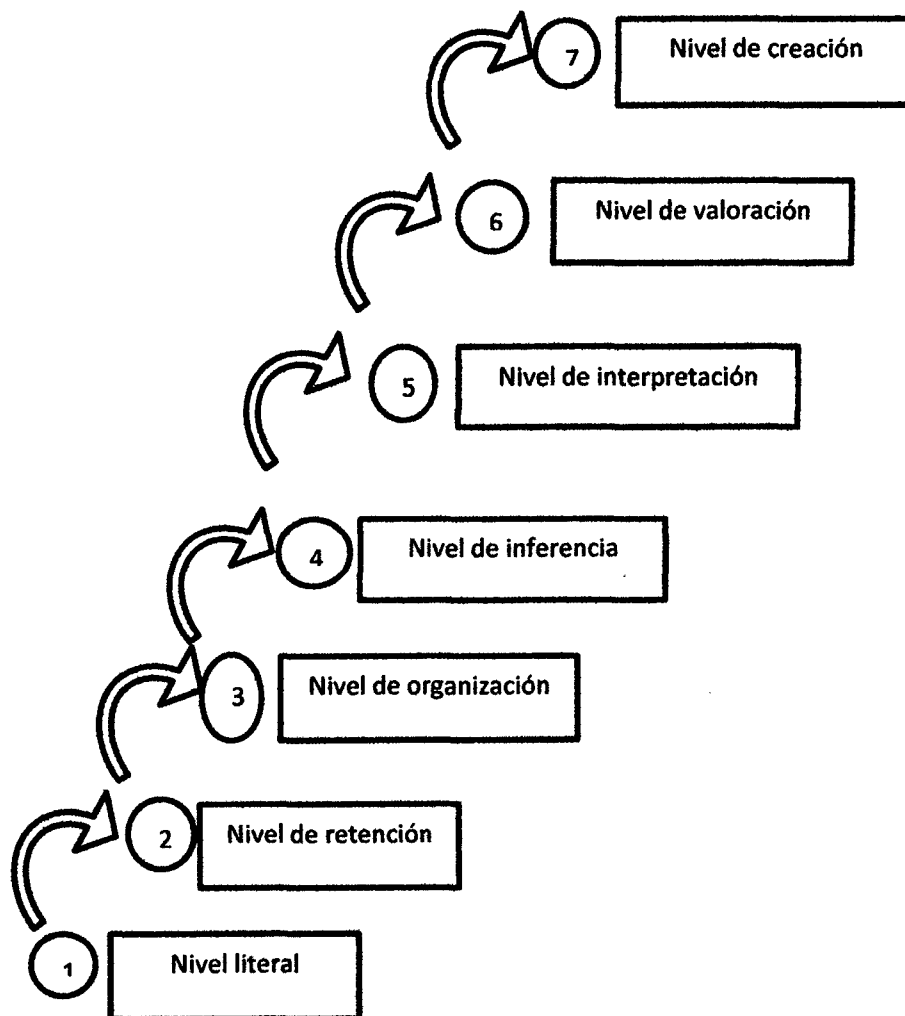 7 Nivel de creación
6 Nivel de valoración
5 Nivel de interpretación
4 Nivel de inferencia
3 Nivel de organización
2 Nivel de retención
1 Nivel literal